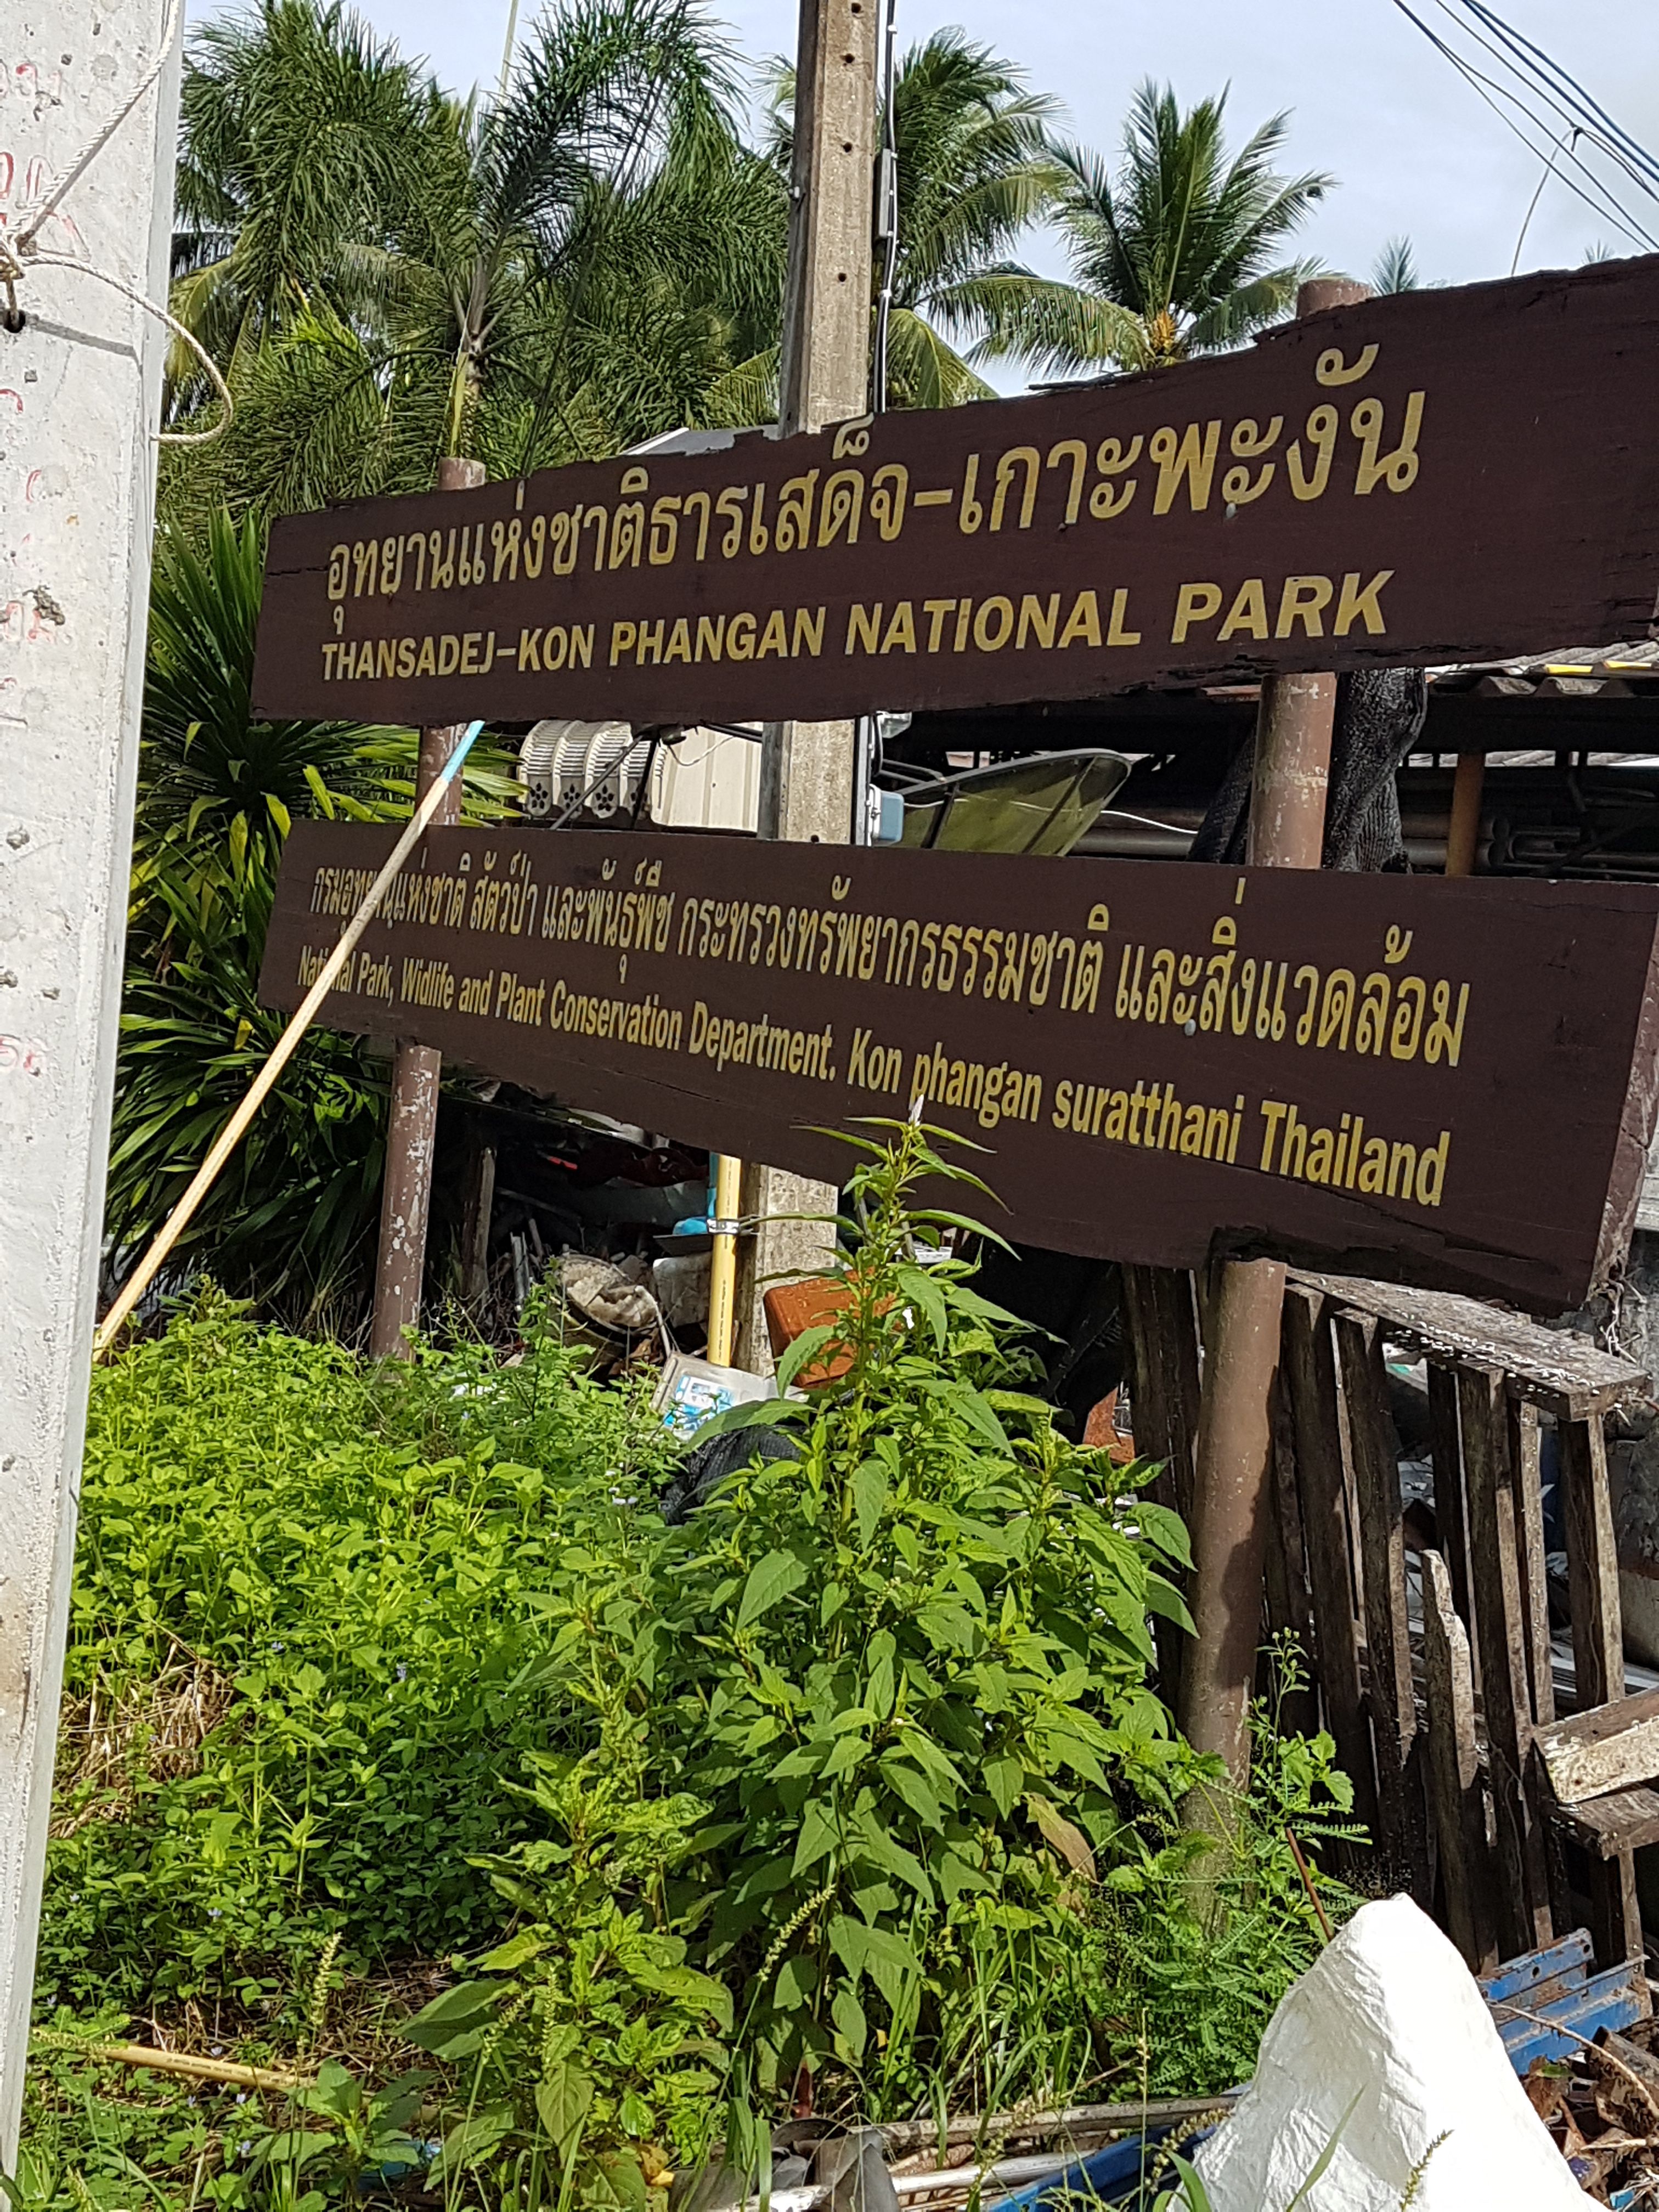 อุทยานแห่งชาติธารเสด็จ-เกาะพะงัน
THANSADEJ-KON PHANGAN NATIONAL PARK
กรมอุทยานแห่งชาติ สัตว์ป่า และพันธุ์พืช กระทรวงทรัพยากรธรรมชาติ และสิ่งแวดล้อม
National Park, Widlife and Plant Conservation Department. Kon phangan suratthani Thailand